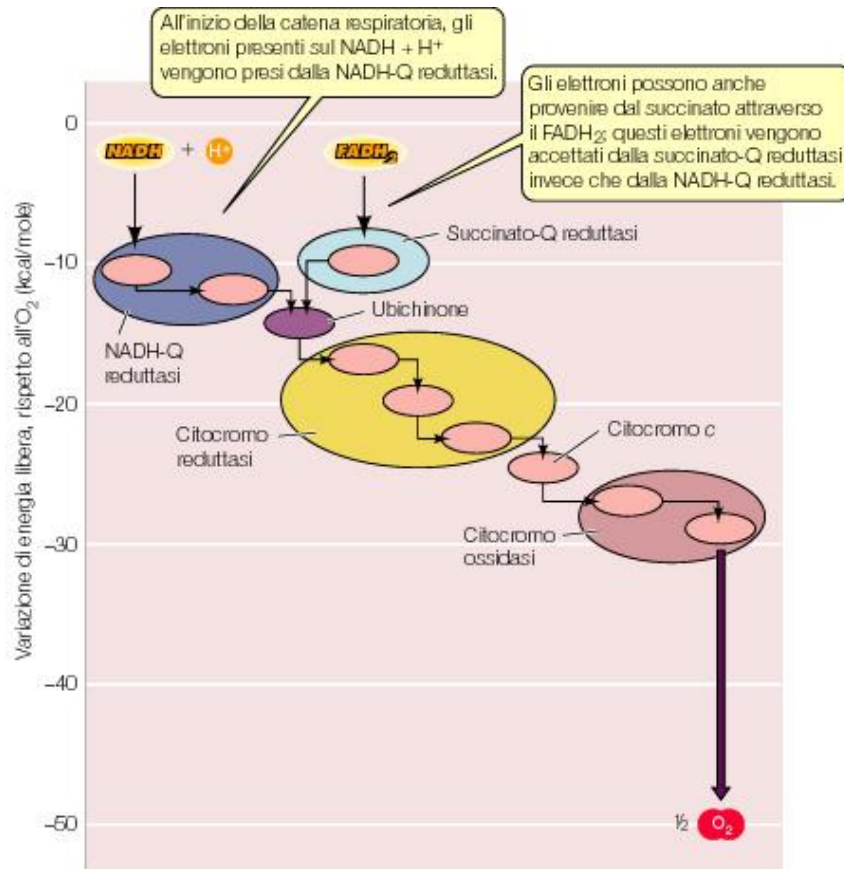 All'inizio della catena respiratoria, gli
elettroni presenti sul NADH + H⁺
vengono presi dalla NADH-Q reduttasi.
Gli elettroni possono anche
provenire dal succinato attraverso
il FADH₂; questi elettroni vengono
accettati dalla succinato-Q reduttasi
invece che dalla NADH-Q reduttasi.
Variazione di energia libera, rispetto all'O₂ (kcal/mole)
0
NADH + H⁺
FADH₂
Succinato-Q reduttasi
–10
Ubichinone
NADH-Q
reduttasi
–20
Citocromo
reduttasi
Citocromo c
Citocromo
ossidasi
–30
–40
–50
½ O₂